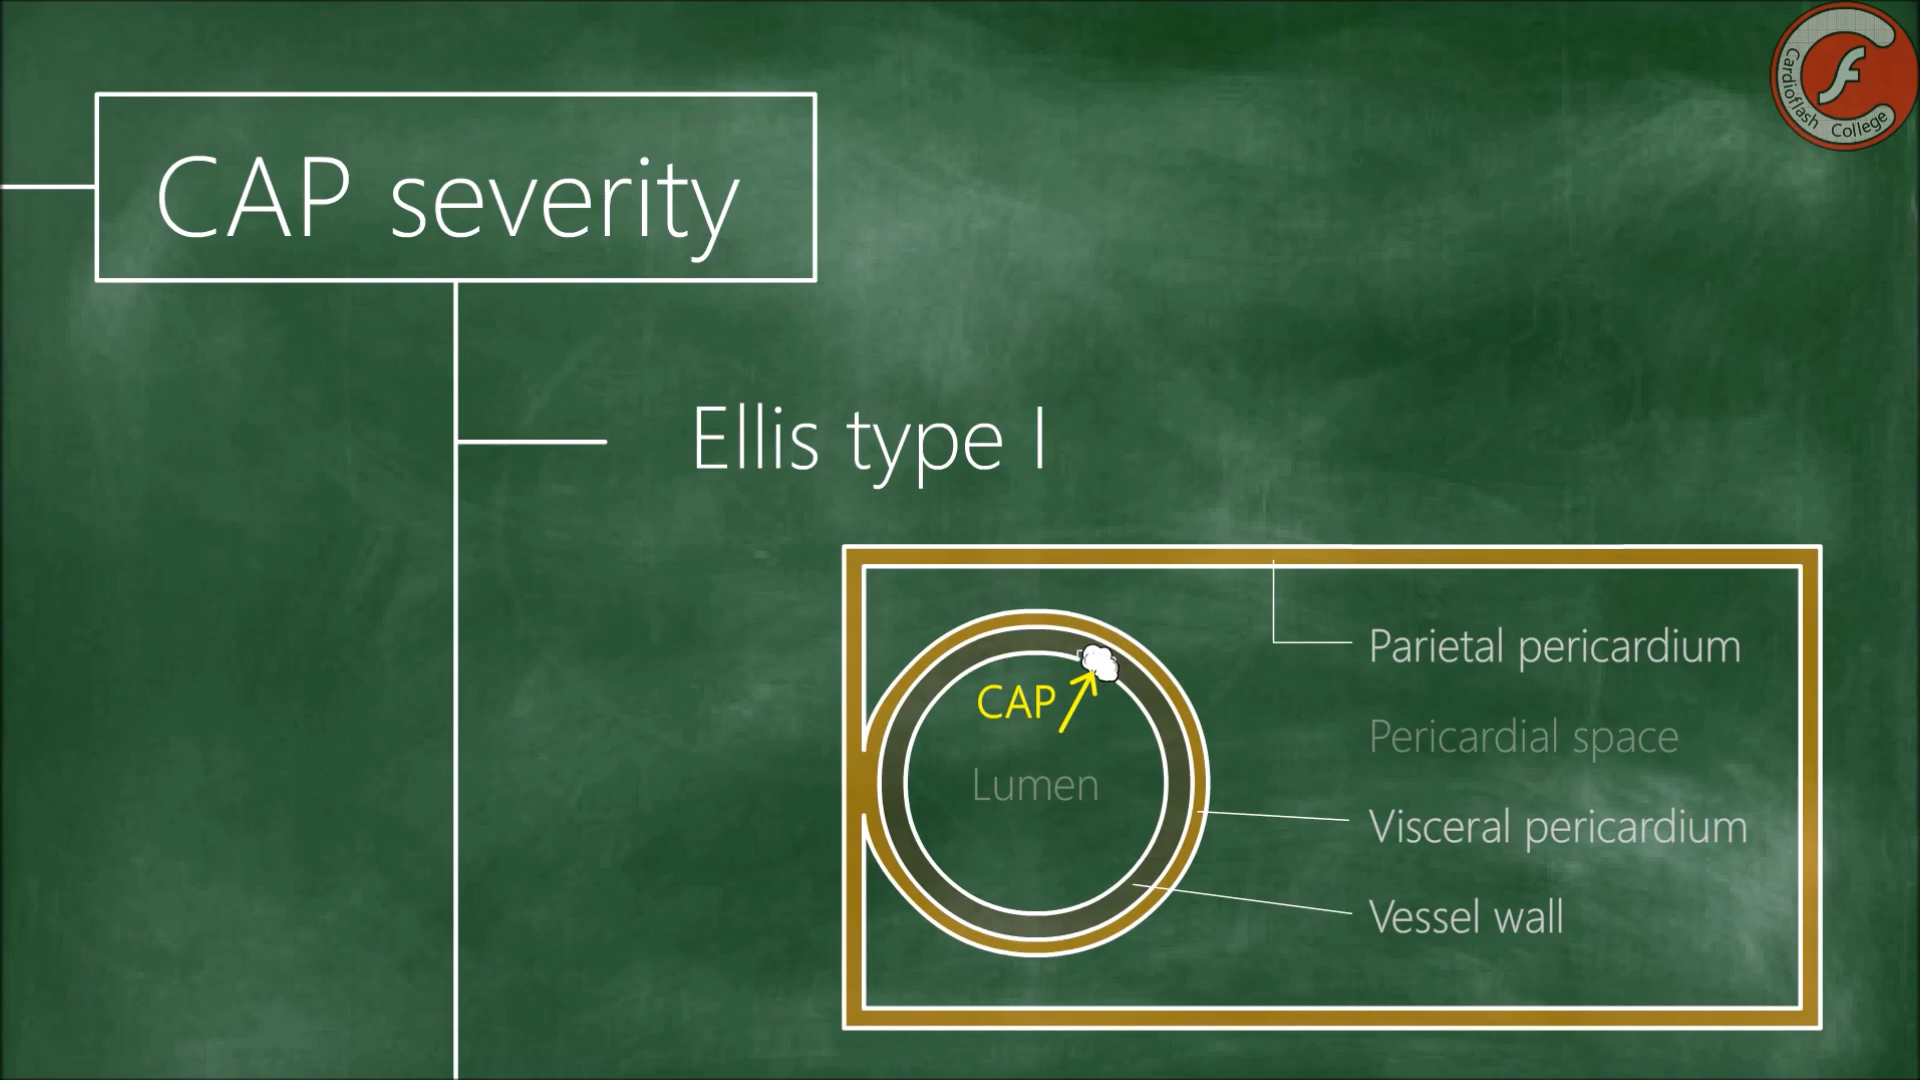 Cardioflash College
f
CAP severity
Ellis type I
Parietal pericardium
CAP
Pericardial space
Lumen
Visceral pericardium
Vessel wall